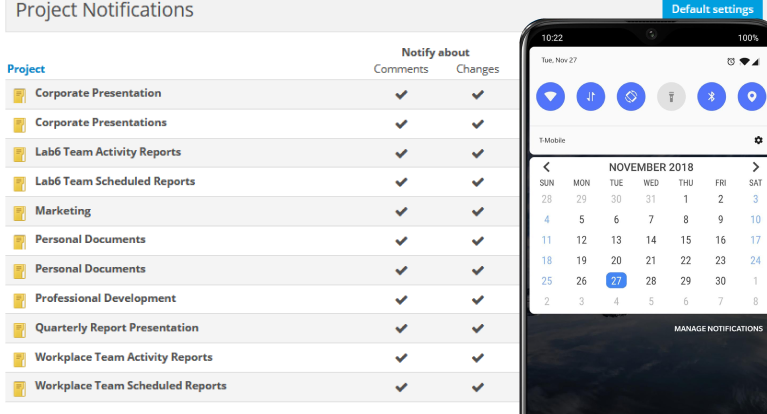 Project Notifications
Default settings
Notify about
Project Comments Changes
Corporate Presentation
Corporate Presentations
Lab6 Team Activity Reports
Lab6 Team Scheduled Reports
Marketing
Personal Documents
Personal Documents
Professional Development
Quarterly Report Presentation
Workplace Team Activity Reports
Workplace Team Scheduled Reports
10:22 100%
Tue, Nov 27
T-Mobile
NOVEMBER 2018
SUN MON TUE WED THU FRI SAT
28 29 30 31 1 2 3
4 5 6 7 8 9 10
11 12 13 14 15 16 17
18 19 20 21 22 23 24
25 26 27 28 29 30 1
2 3 4 5 6 7 8
MANAGE NOTIFICATIONS